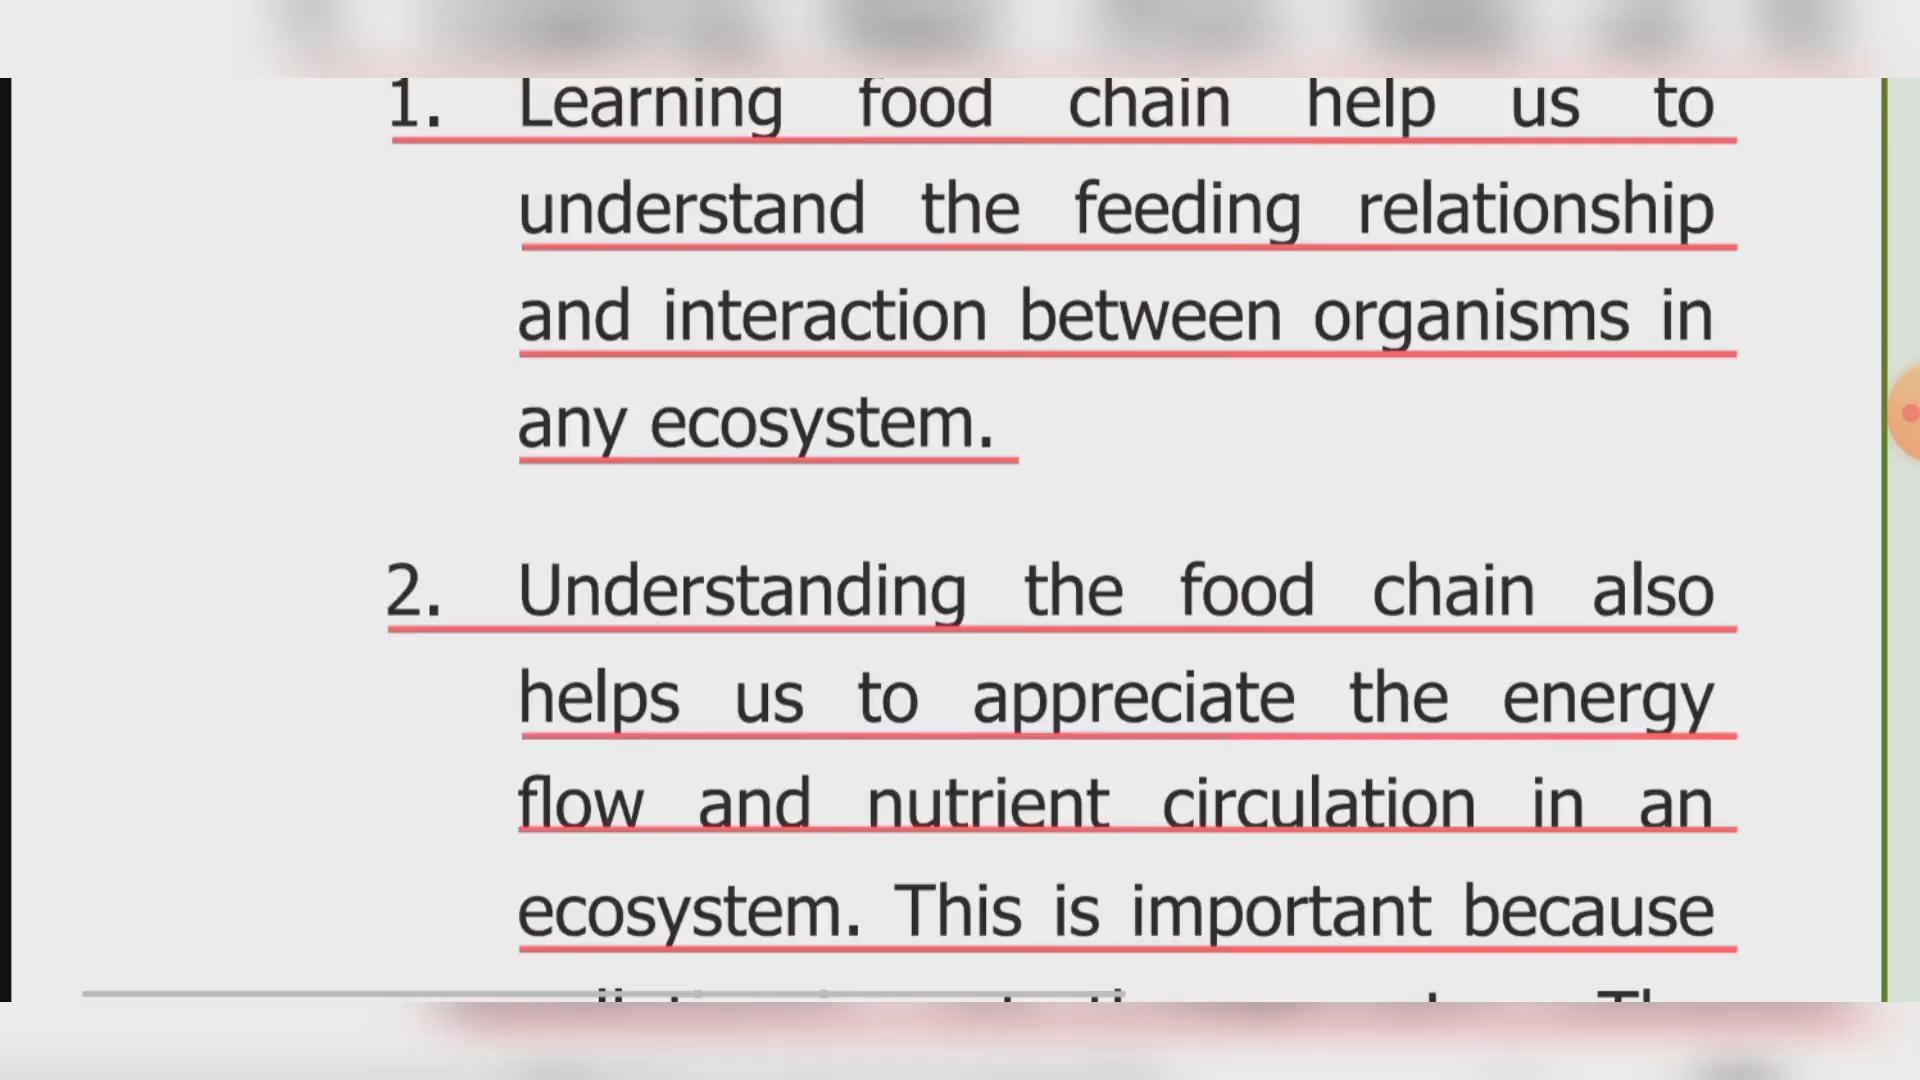 1. Learning food chain help us to
understand the feeding relationship
and interaction between organisms in
any ecosystem.
2. Understanding the food chain also
helps us to appreciate the energy
flow and nutrient circulation in an
ecosystem. This is important because